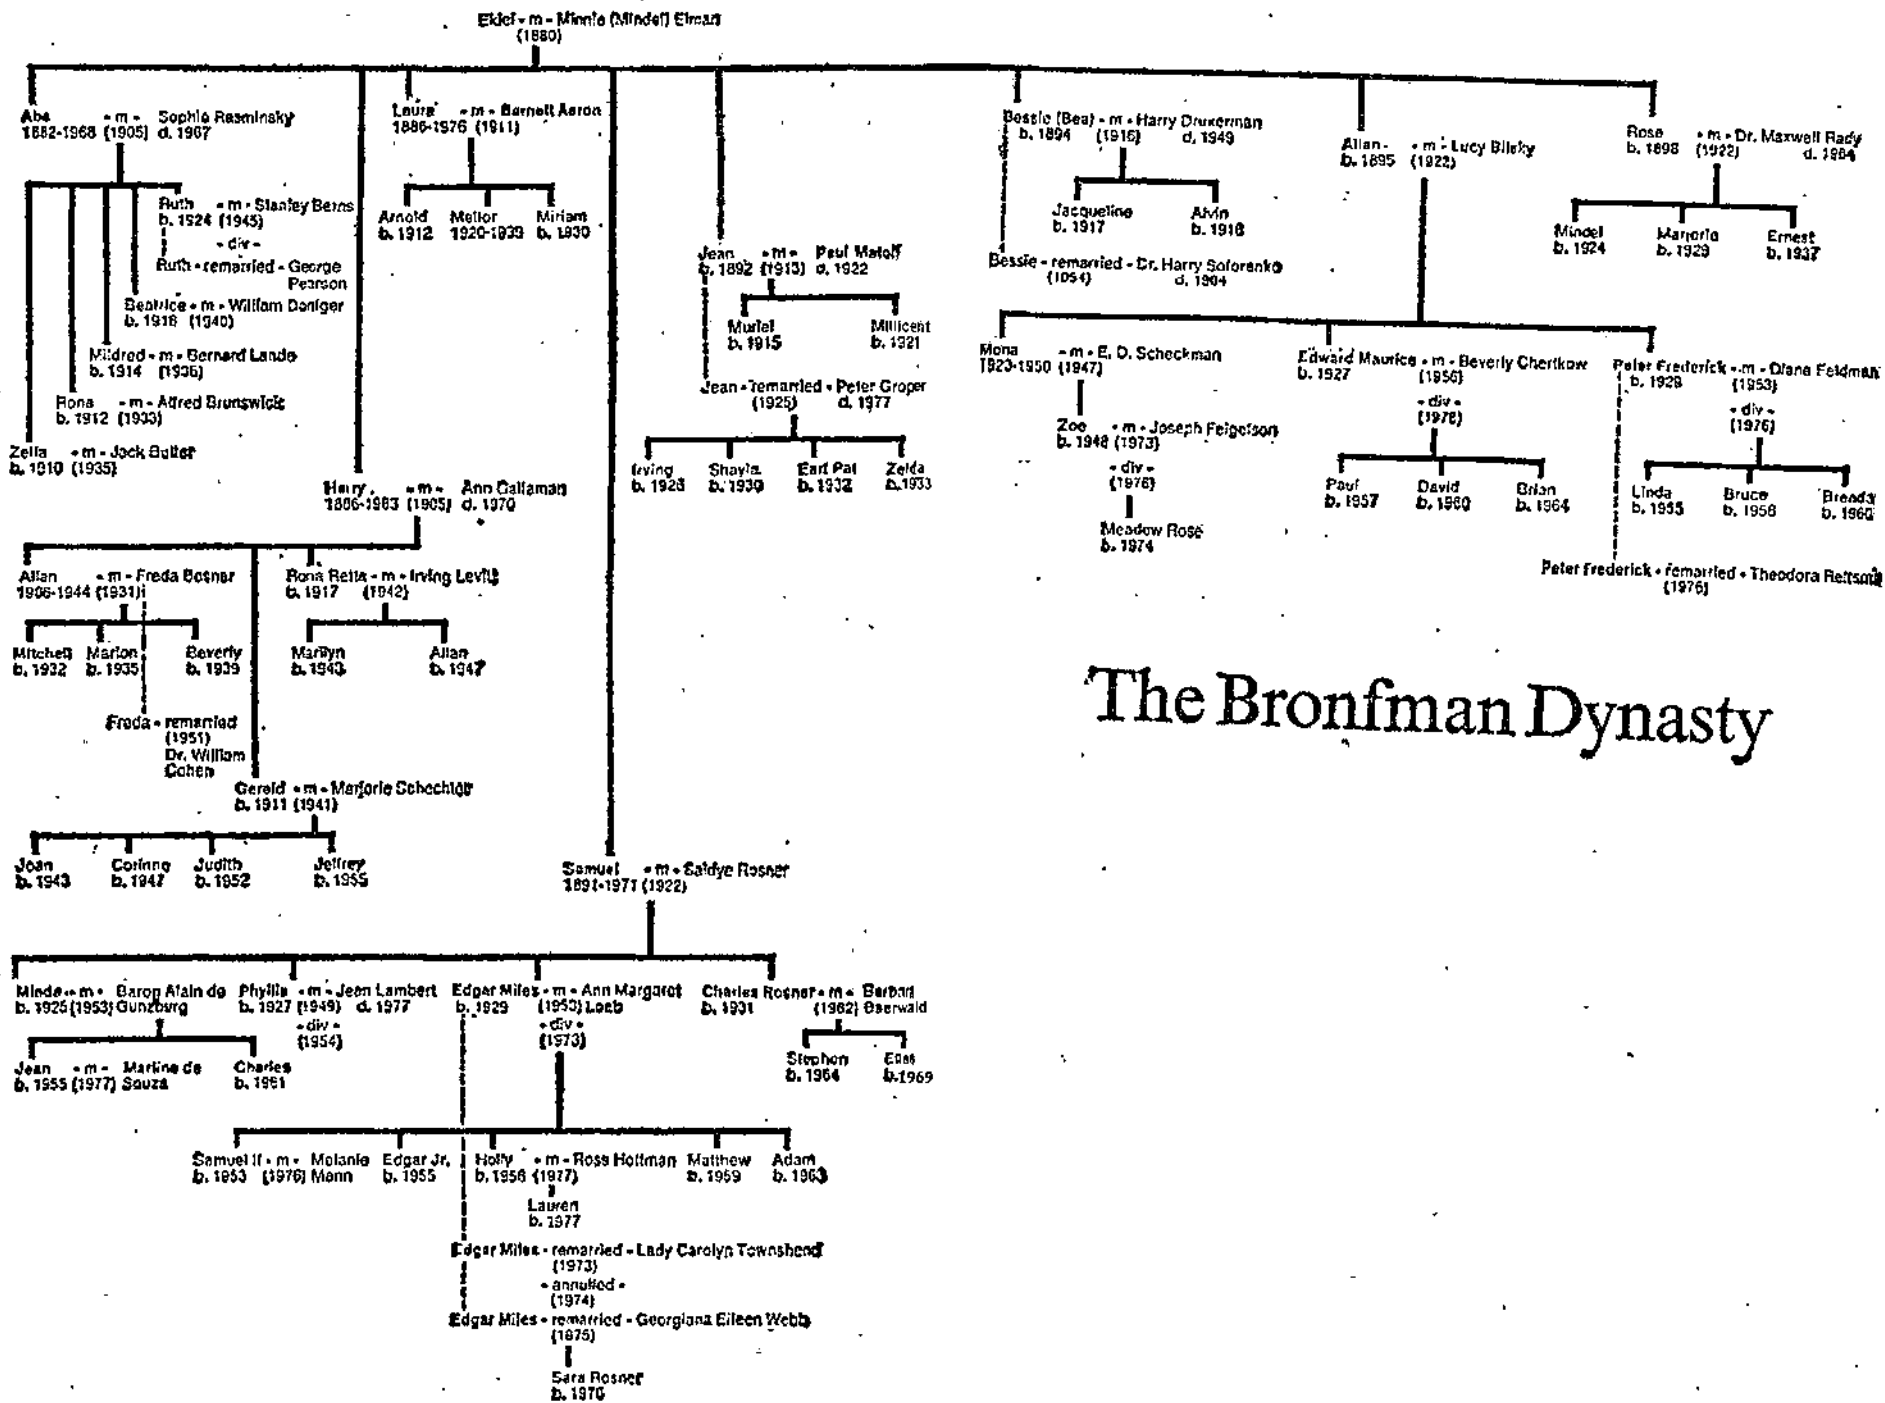 Ekiel - m - Minnie (Mindel) Elman
(1880)
Abe - m - Sophie Rasminsky
1882-1968 (1905) d. 1967
Ruth - m - Stanley Berns
b. 1924 (1945)
- div -
Ruth - remarried - George
Pearson
Beatrice - m - William Doniger
b. 1918 (1940)
Mildred - m - Bernard Lande
b. 1914 (1936)
Rona - m - Alfred Brunswick
b. 1912 (1933)
Zella - m - Jack Butler
b. 1910 (1935)
Harry - m - Ann Gallaman
1886-1963 (1905) d. 1970
Allan - m - Freda Bosner
1906-1944 (1931)
Mitchell
b. 1932
Marion
b. 1935
Beverly
b. 1939
Freda - remarried
(1951)
Dr. William
Cohen
Rona Retta - m - Irving Levitt
b. 1917 (1942)
Marilyn
b. 1943
Allan
b. 1947
Gerald - m - Marjorie Schechter
b. 1911 (1941)
Joan
b. 1943
Corinne
b. 1947
Judith
b. 1952
Jeffrey
b. 1955
Laura - m - Barnett Aaron
1886-1976 (1911)
Arnold
b. 1912
Mellor
1920-1939
Miriam
b. 1930
Samuel - m - Saidye Rosner
1891-1971 (1922)
Minda - m - Baron Alain de
b. 1925 (1953) Gunzburg
Jean - m - Martine de
b. 1955 (1977) Souza
Charles
b. 1961
Phyllis - m - Jean Lambert
b. 1927 (1949) d. 1977
- div -
(1954)
Edgar Miles - m - Ann Margaret
b. 1929 (1953) Loeb
- div -
(1973)
Samuel II - m - Melanie
b. 1953 (1976) Mann
Edgar Jr.
b. 1955
Holly - m - Ross Hottman
b. 1956 (1977)
Lauren
b. 1977
Matthew
b. 1959
Adam
b. 1963
Edgar Miles - remarried - Lady Carolyn Townshend
(1973)
- annulled -
(1974)
Edgar Miles - remarried - Georgiana Eileen Webb
(1975)
Sara Rosner
b. 1976
Charles Rosner - m -
b. 1931 (1962) Baerwald
Stephen
b. 1964
b. 1969
Jean - m - Paul Matoff
b. 1892 (1913) d. 1922
Muriel
b. 1915
Millicent
b. 1921
Jean - remarried - Peter Groper
(1925) d. 1977
Irving
b. 1928
Shayla
b. 1930
Earl Pal
b. 1932
Zelda
b. 1933
Bessie (Bea) - m - Harry Druxerman
b. 1894 (1916) d. 1949
Jacqueline
b. 1917
Alvin
b. 1918
Bessie - remarried - Dr. Harry Soforenko
(1954) d. 1964
Allan - m - Lucy Bilsky
b. 1895 (1922)
Mona - m - E. D. Scheckman
1923-1950 (1947)
Zoe - m - Joseph Feigelson
b. 1948 (1973)
- div -
(1976)
Meadow Rose
b. 1974
Edward Maurice - m - Beverly Chertkow
b. 1927 (1956)
- div -
(1978)
Paul
b. 1957
David
b. 1960
Brian
b. 1964
Peter Frederick - m - Diane Feldman
b. 1929 (1953)
- div -
(1976)
Linda
b. 1955
Bruce
b. 1956
Brenda
b. 1960
Peter Frederick - remarried - Theodora Reitsma
(1976)
Rose - m - Dr. Maxwell Rady
b. 1898 (1922) d. 1964
Mindel
b. 1924
Marjorie
b. 1929
Ernest
b. 1937
The Bronfman Dynasty